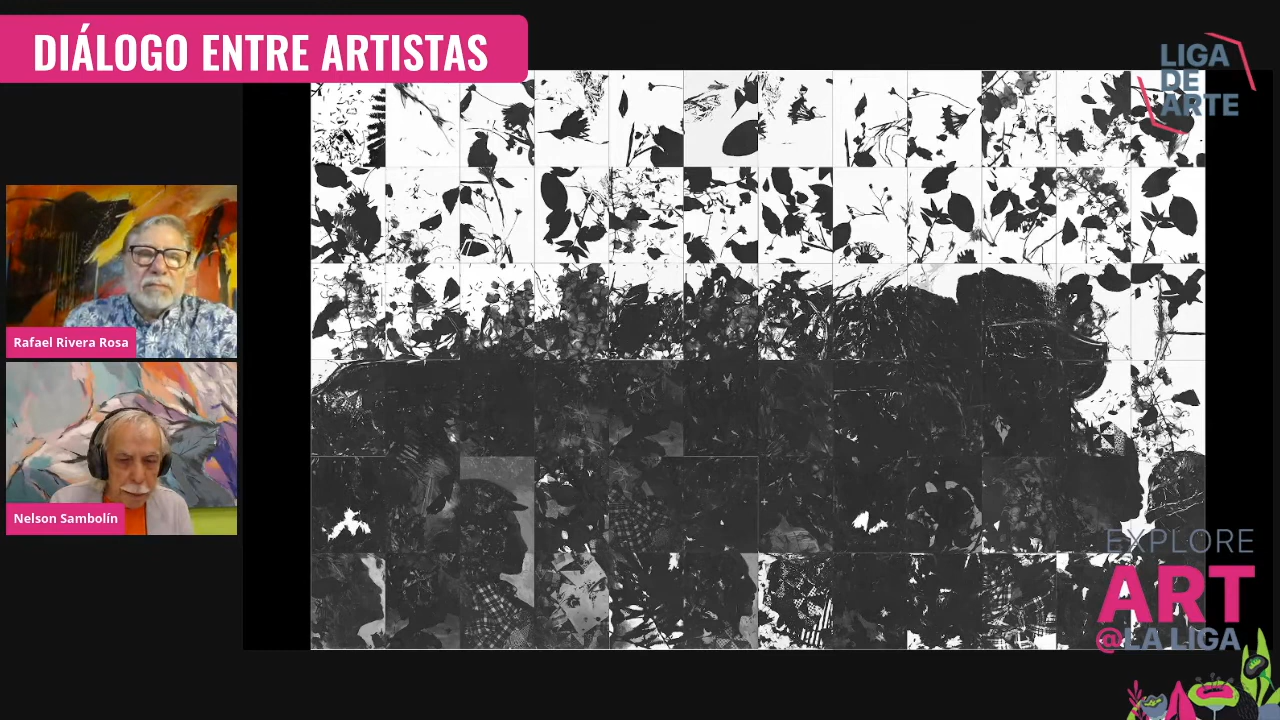 DIÁLOGO ENTRE ARTISTAS
LIGA
DE
ARTE
Rafael Rivera Rosa
Nelson Sambolín
EXPLORE
ART
@LA LIGA